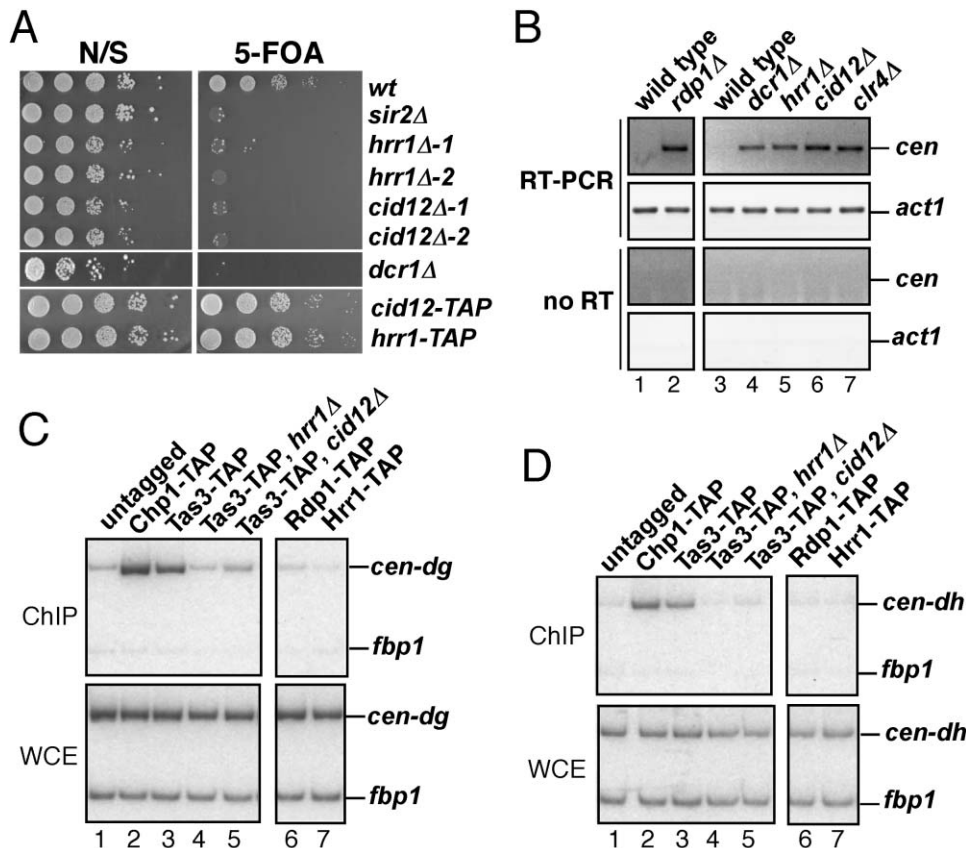 A
N/S 5-FOA
wt
sir2Δ
hrr1Δ-1
hrr1Δ-2
cid12Δ-1
cid12Δ-2
dcr1Δ
cid12-TAP
hrr1-TAP
B
wild type
rdp1Δ
wild type
dcr1Δ
hrr1Δ
cid12Δ
clr4Δ
RT-PCR
cen
act1
no RT
cen
act1
1 2 3 4 5 6 7
C
untagged
Chp1-TAP
Tas3-TAP
Tas3-TAP, hrr1Δ
Tas3-TAP, cid12Δ
Rdp1-TAP
Hrr1-TAP
ChIP
cen-dg
fbp1
WCE
cen-dg
fbp1
1 2 3 4 5 6 7
D
untagged
Chp1-TAP
Tas3-TAP
Tas3-TAP, hrr1Δ
Tas3-TAP, cid12Δ
Rdp1-TAP
Hrr1-TAP
ChIP
cen-dh
fbp1
WCE
cen-dh
fbp1
1 2 3 4 5 6 7